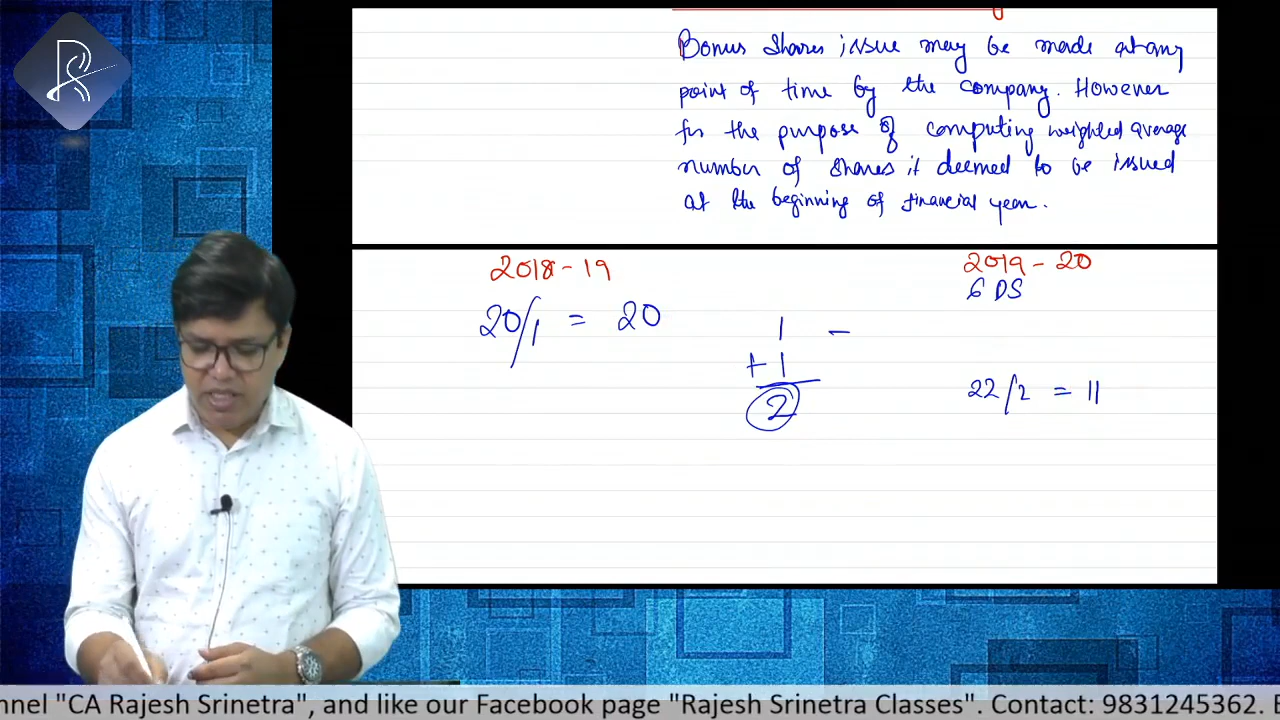 RS
Bonus Shares issue may be made at any
point of time by the company. However
for the purpose of computing weighted average
number of shares it deemed to be issued
at the beginning of financial year.
2018-19
2019-20
6 DS
20/1 = 20
1 -
+ 1
2
22/2 = 11
nnel "CA Rajesh Srinetra", and like our Facebook page "Rajesh Srinetra Classes". Contact: 9831245362. E